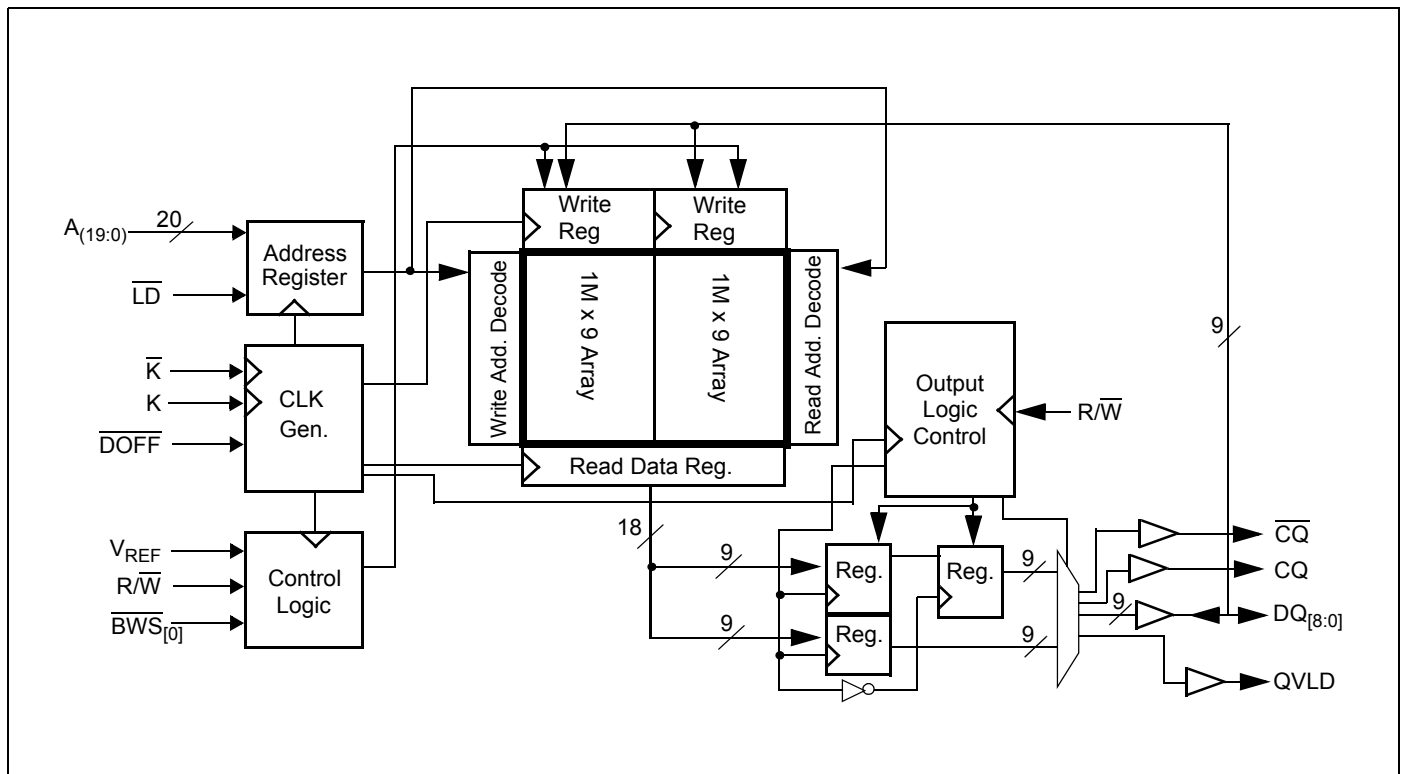 A(19:0)
20
LD
Address
Register
K
K
DOFF
CLK
Gen.
VREF
R/W
BWS[0]
Control
Logic
Write
Reg
Write
Reg
Write Add. Decode
1M x 9 Array
1M x 9 Array
Read Add. Decode
Read Data Reg.
18
9
9
Output
Logic
Control
R/W
Reg.
Reg.
Reg.
9
9
9
9
CQ
CQ
DQ[8:0]
QVLD